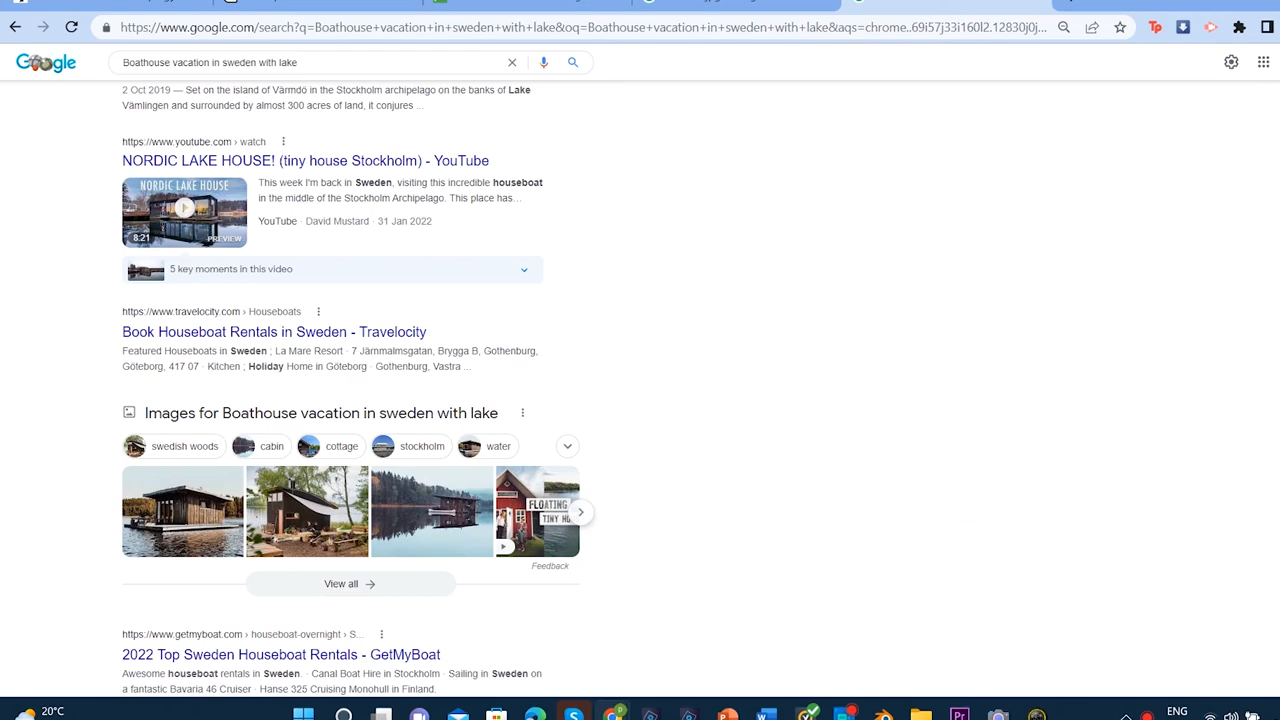 https://www.google.com/search?q=Boathouse+vacation+in+sweden+with+lake&oq=Boathouse+vacation+in+sweden+with+lake&aqs=chrome..69i57j33i160l2.12830j0j...
Google
Boathouse vacation in sweden with lake
2 Oct 2019 — Set on the island of Värmdö in the Stockholm archipelago on the banks of Lake
Vämlingen and surrounded by almost 300 acres of land, it conjures ...
https://www.youtube.com › watch
NORDIC LAKE HOUSE! (tiny house Stockholm) - YouTube
NORDIC LAKE HOUSE
8:21
PREVIEW
This week I'm back in Sweden, visiting this incredible houseboat
in the middle of the Stockholm Archipelago. This place has...
YouTube · David Mustard · 31 Jan 2022
5 key moments in this video
https://www.travelocity.com › Houseboats
Book Houseboat Rentals in Sweden - Travelocity
Featured Houseboats in Sweden ; La Mare Resort · 7 Järnmalmsgatan, Brygga B, Gothenburg,
Göteborg, 417 07 · Kitchen ; Holiday Home in Göteborg · Gothenburg, Vastra ...
Images for Boathouse vacation in sweden with lake
swedish woods
cabin
cottage
stockholm
water
FLOATING
TINY
Feedback
View all
https://www.getmyboat.com › houseboat-overnight › S...
2022 Top Sweden Houseboat Rentals - GetMyBoat
Awesome houseboat rentals in Sweden. · Canal Boat Hire in Stockholm · Sailing in Sweden on
a fantastic Bavaria 46 Cruiser · Hanse 325 Cruising Monohull in Finland.
20°C
ENG